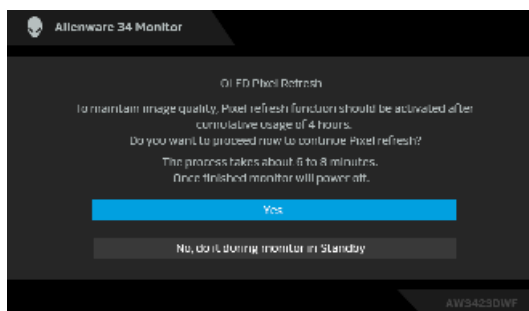 Alienware 34 Monitor
OLED Pixel Refresh
To maintain image quality, Pixel refresh function should be activated after
cumulative usage of 4 hours.
Do you want to proceed now to continue Pixel refresh?
The process takes about 6 to 8 minutes.
Once finished monitor will power off.
Yes
No, do it during monitor in Standby
AW3423DWF